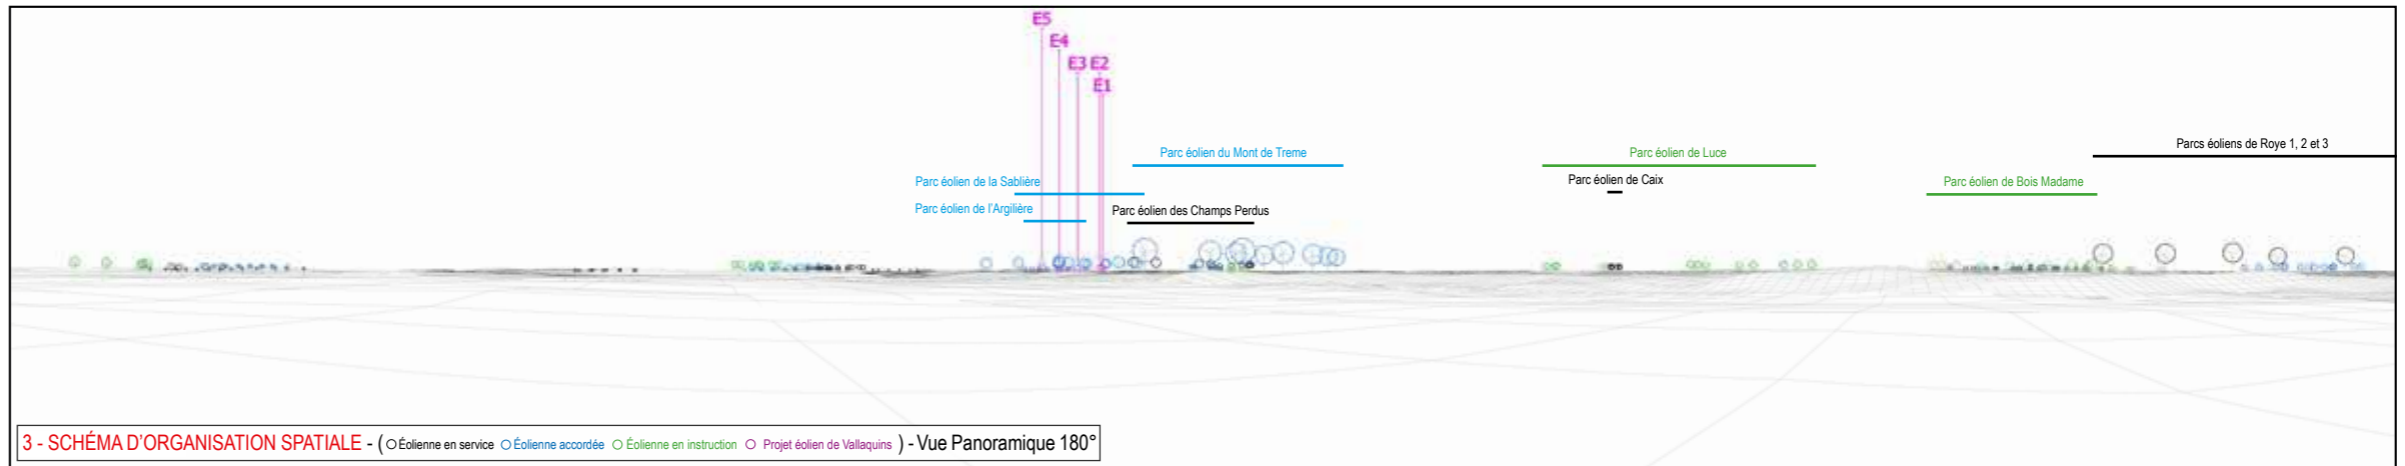 E5
E4
E3 E2
E1
Parcs éoliens de Roye 1, 2 et 3
Parc éolien du Mont de Treme
Parc éolien de Luce
Parc éolien de la Sablière
Parc éolien de Caix
Parc éolien de Bois Madame
Parc éolien de l'Argilière
Parc éolien des Champs Perdus
3 - SCHÉMA D'ORGANISATION SPATIALE - ( Éolienne en service Éolienne accordée Éolienne en instruction Projet éolien de Vallaquins ) - Vue Panoramique 180°